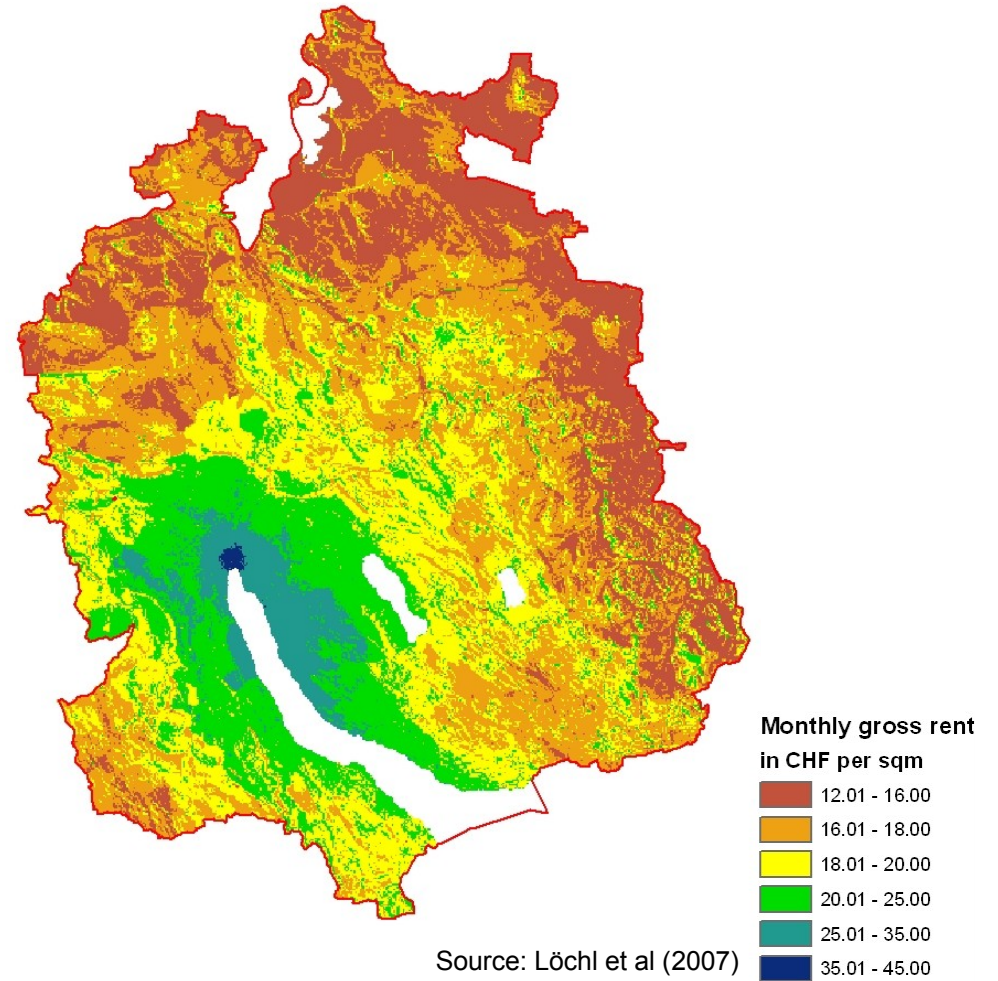 Monthly gross rent
in CHF per sqm
12.01 - 16.00
16.01 - 18.00
18.01 - 20.00
20.01 - 25.00
25.01 - 35.00
35.01 - 45.00
Source: Löchl et al (2007)